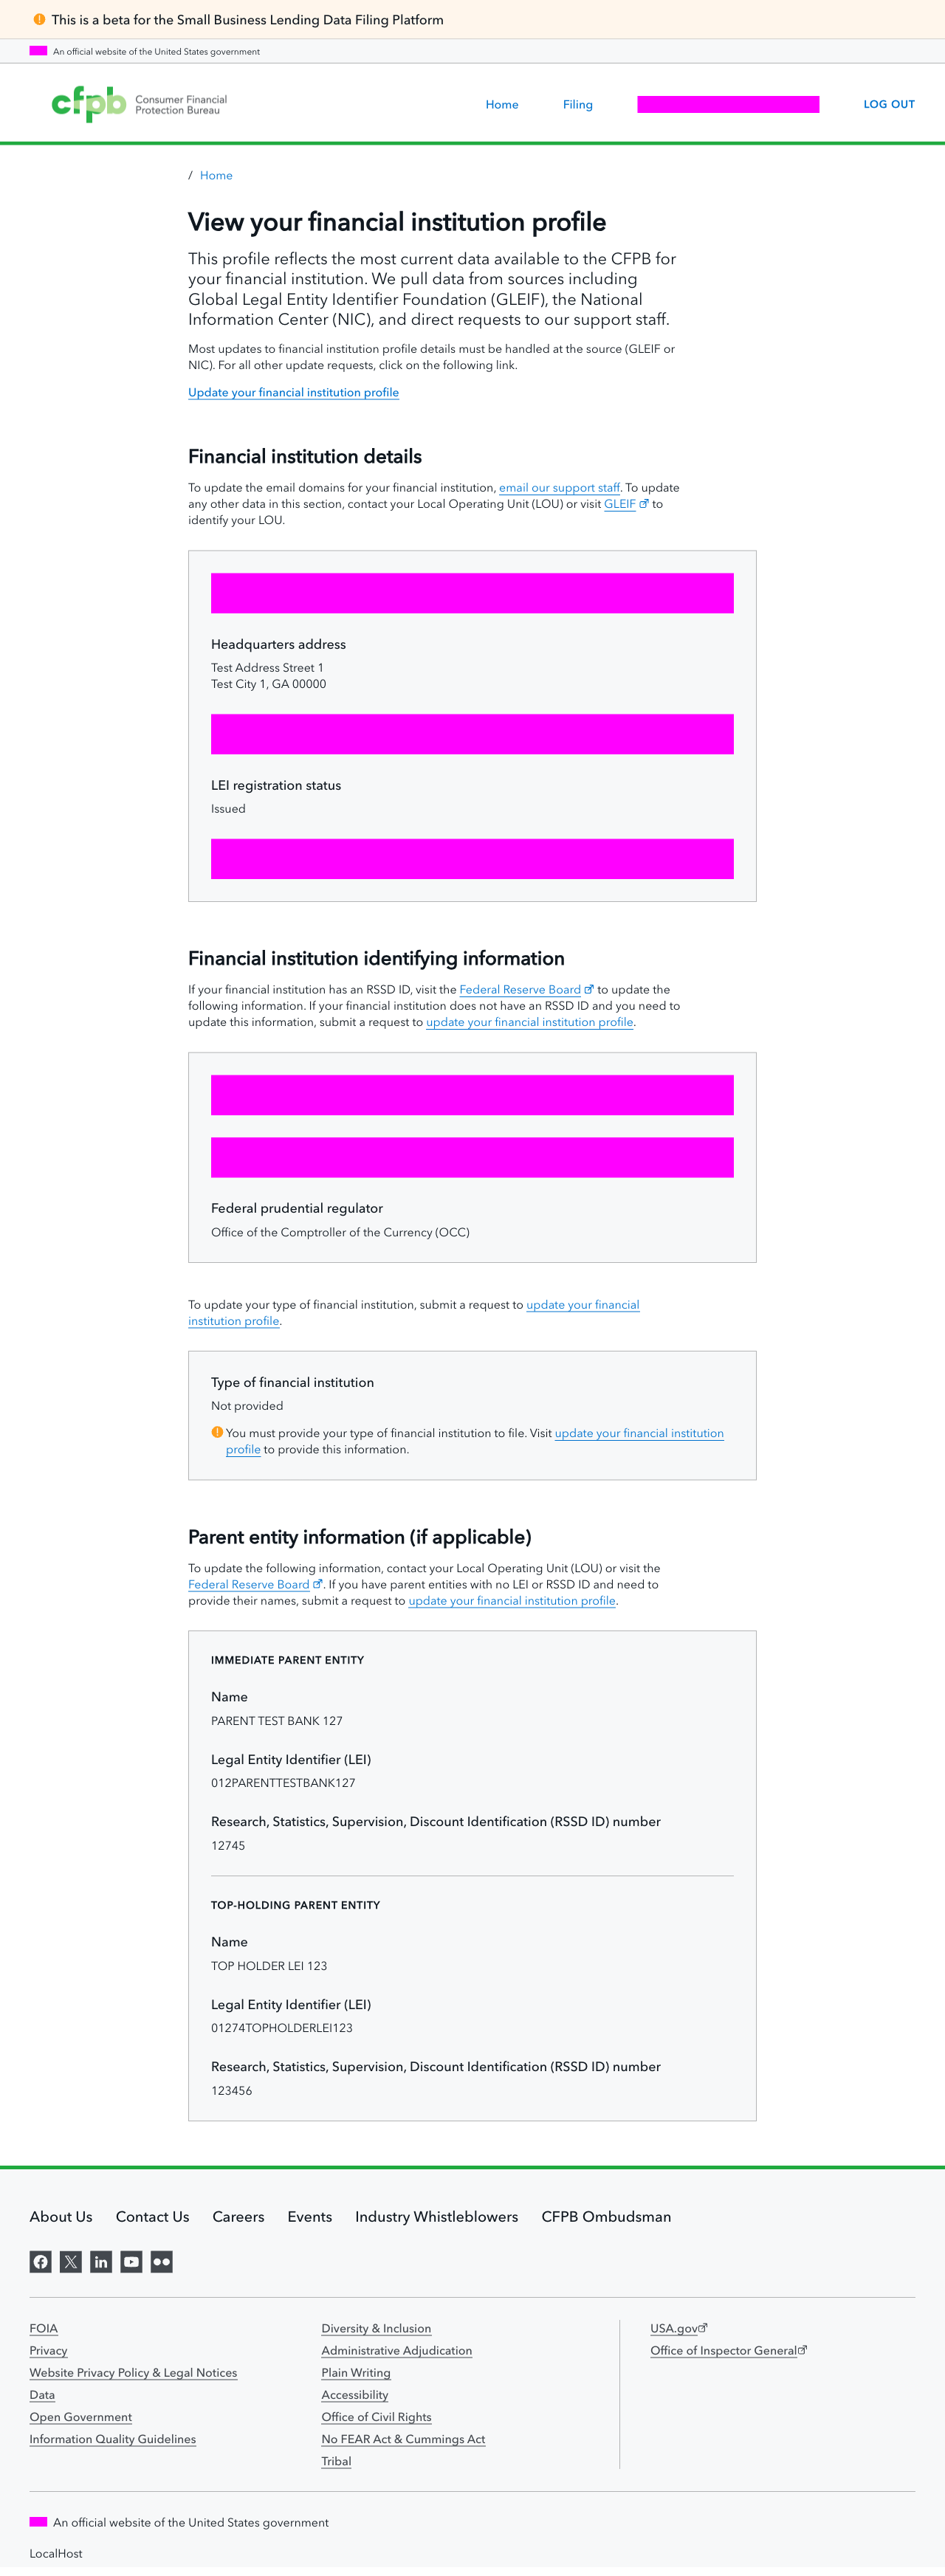 This is a beta for the Small Business Lending Data Filing Platform
An official website of the United States government
cfpb Consumer Financial
Protection Bureau
Home
Filing
LOG OUT
/ Home
View your financial institution profile
This profile reflects the most current data available to the CFPB for
your financial institution. We pull data from sources including
Global Legal Entity Identifier Foundation (GLEIF), the National
Information Center (NIC), and direct requests to our support staff.
Most updates to financial institution profile details must be handled at the source (GLEIF or
NIC). For all other update requests, click on the following link.
Update your financial institution profile
Financial institution details
To update the email domains for your financial institution, email our support staff. To update
any other data in this section, contact your Local Operating Unit (LOU) or visit GLEIF to
identify your LOU.
Headquarters address
Test Address Street 1
Test City 1, GA 00000
LEI registration status
Issued
Financial institution identifying information
If your financial institution has an RSSD ID, visit the Federal Reserve Board to update the
following information. If your financial institution does not have an RSSD ID and you need to
update this information, submit a request to update your financial institution profile.
Federal prudential regulator
Office of the Comptroller of the Currency (OCC)
To update your type of financial institution, submit a request to update your financial
institution profile.
Type of financial institution
Not provided
You must provide your type of financial institution to file. Visit update your financial institution
profile to provide this information.
Parent entity information (if applicable)
To update the following information, contact your Local Operating Unit (LOU) or visit the
Federal Reserve Board. If you have parent entities with no LEI or RSSD ID and need to
provide their names, submit a request to update your financial institution profile.
IMMEDIATE PARENT ENTITY
Name
PARENT TEST BANK 127
Legal Entity Identifier (LEI)
012PARENTTESTBANK127
Research, Statistics, Supervision, Discount Identification (RSSD ID) number
12745
TOP-HOLDING PARENT ENTITY
Name
TOP HOLDER LEI 123
Legal Entity Identifier (LEI)
01274TOPHOLDERLEI123
Research, Statistics, Supervision, Discount Identification (RSSD ID) number
123456
About Us
Contact Us
Careers
Events
Industry Whistleblowers
CFPB Ombudsman
FOIA
Privacy
Website Privacy Policy & Legal Notices
Data
Open Government
Information Quality Guidelines
Diversity & Inclusion
Administrative Adjudication
Plain Writing
Accessibility
Office of Civil Rights
No FEAR Act & Cummings Act
Tribal
USA.gov
Office of Inspector General
An official website of the United States government
LocalHost